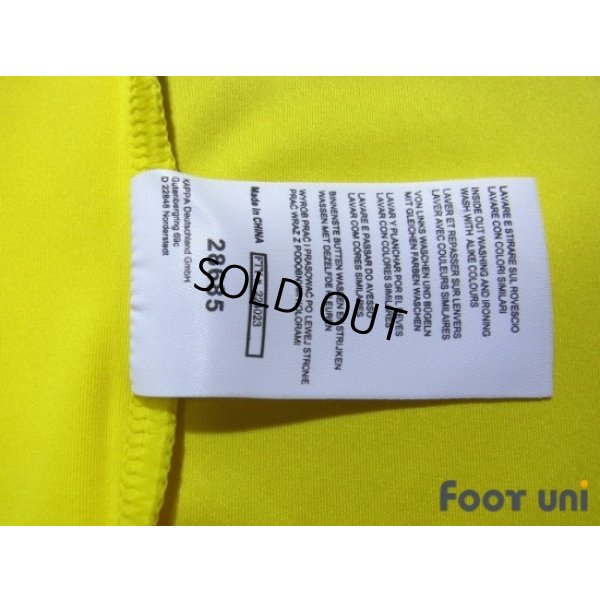 LAVARE E STIRARE SUL ROVESCIO
LAVARE CON COLORI SIMILARI
INSIDE OUT WASHING AND IRONING
WASH WITH ALIKE COLOURS
LAVER ET REPASSER SUR L'ENVERS
LAVER AVEC COULEURS SIMILAIRES
VON LINKS WASCHEN UND BÜGELN
MIT GLEICHEN FARBEN WASCHEN
LAVAR Y PLANCHAR POR EL REVES
LAVAR CON COLORES SIMILARES
LAVAR E PASSAR DO AVESSO
LAVAR COM CORES SIMILARES
BINNENSTE BUTTEN WASSEN EN STRIJKEN
WASSEN MET DEZELFDE KLEUREN
WYRÓB PRAĆ I PRASOWAĆ PO LEWEJ STRONIE
PRAĆ WRAZ Z PODOBNYMI KOLORAMI
Made in CHINA
28685
KAPPA Deutschland GmbH
Gutenbergring 69c
D 22848 Norderstedt
SOLD OUT
FOOT UNI